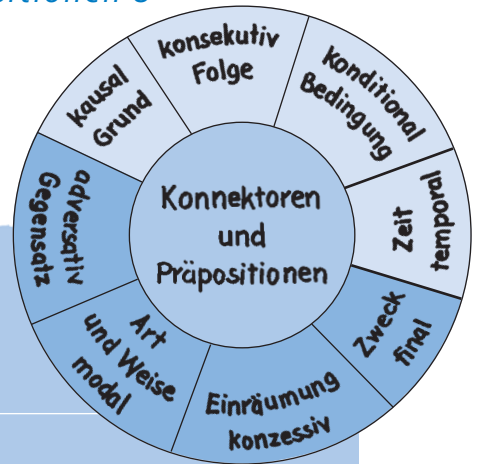 konsekutiv
Folge
konditional
Bedingung
Zeit
temporal
Zweck
final
Einräumung
konzessiv
Art
und Weise
modal
adversativ
Gegensatz
kausal
Grund
Konnektoren
und
Präpositionen